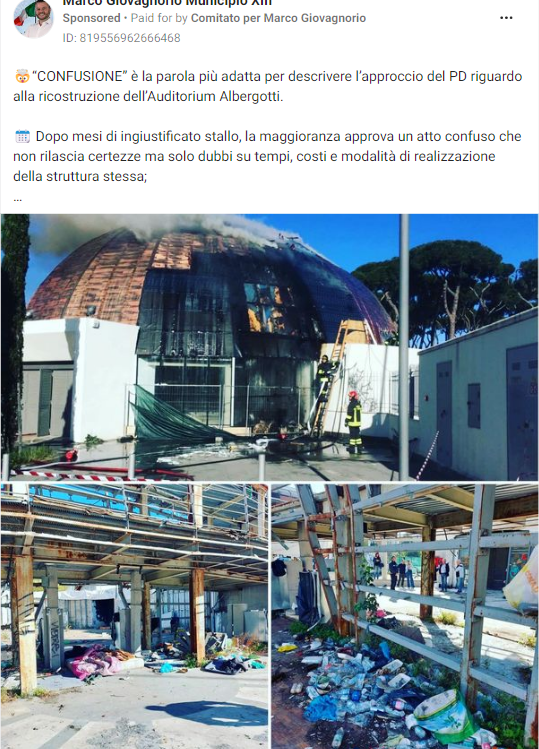 Marco Giovagnorio Municipio XIII
Sponsored • Paid for by Comitato per Marco Giovagnorio
ID: 819556962666468
🤯“CONFUSIONE” è la parola più adatta per descrivere l’approccio del PD riguardo
alla ricostruzione dell’Auditorium Albergotti.
🗓️ Dopo mesi di ingiustificato stallo, la maggioranza approva un atto confuso che
non rilascia certezze ma solo dubbi su tempi, costi e modalità di realizzazione
della struttura stessa;
...